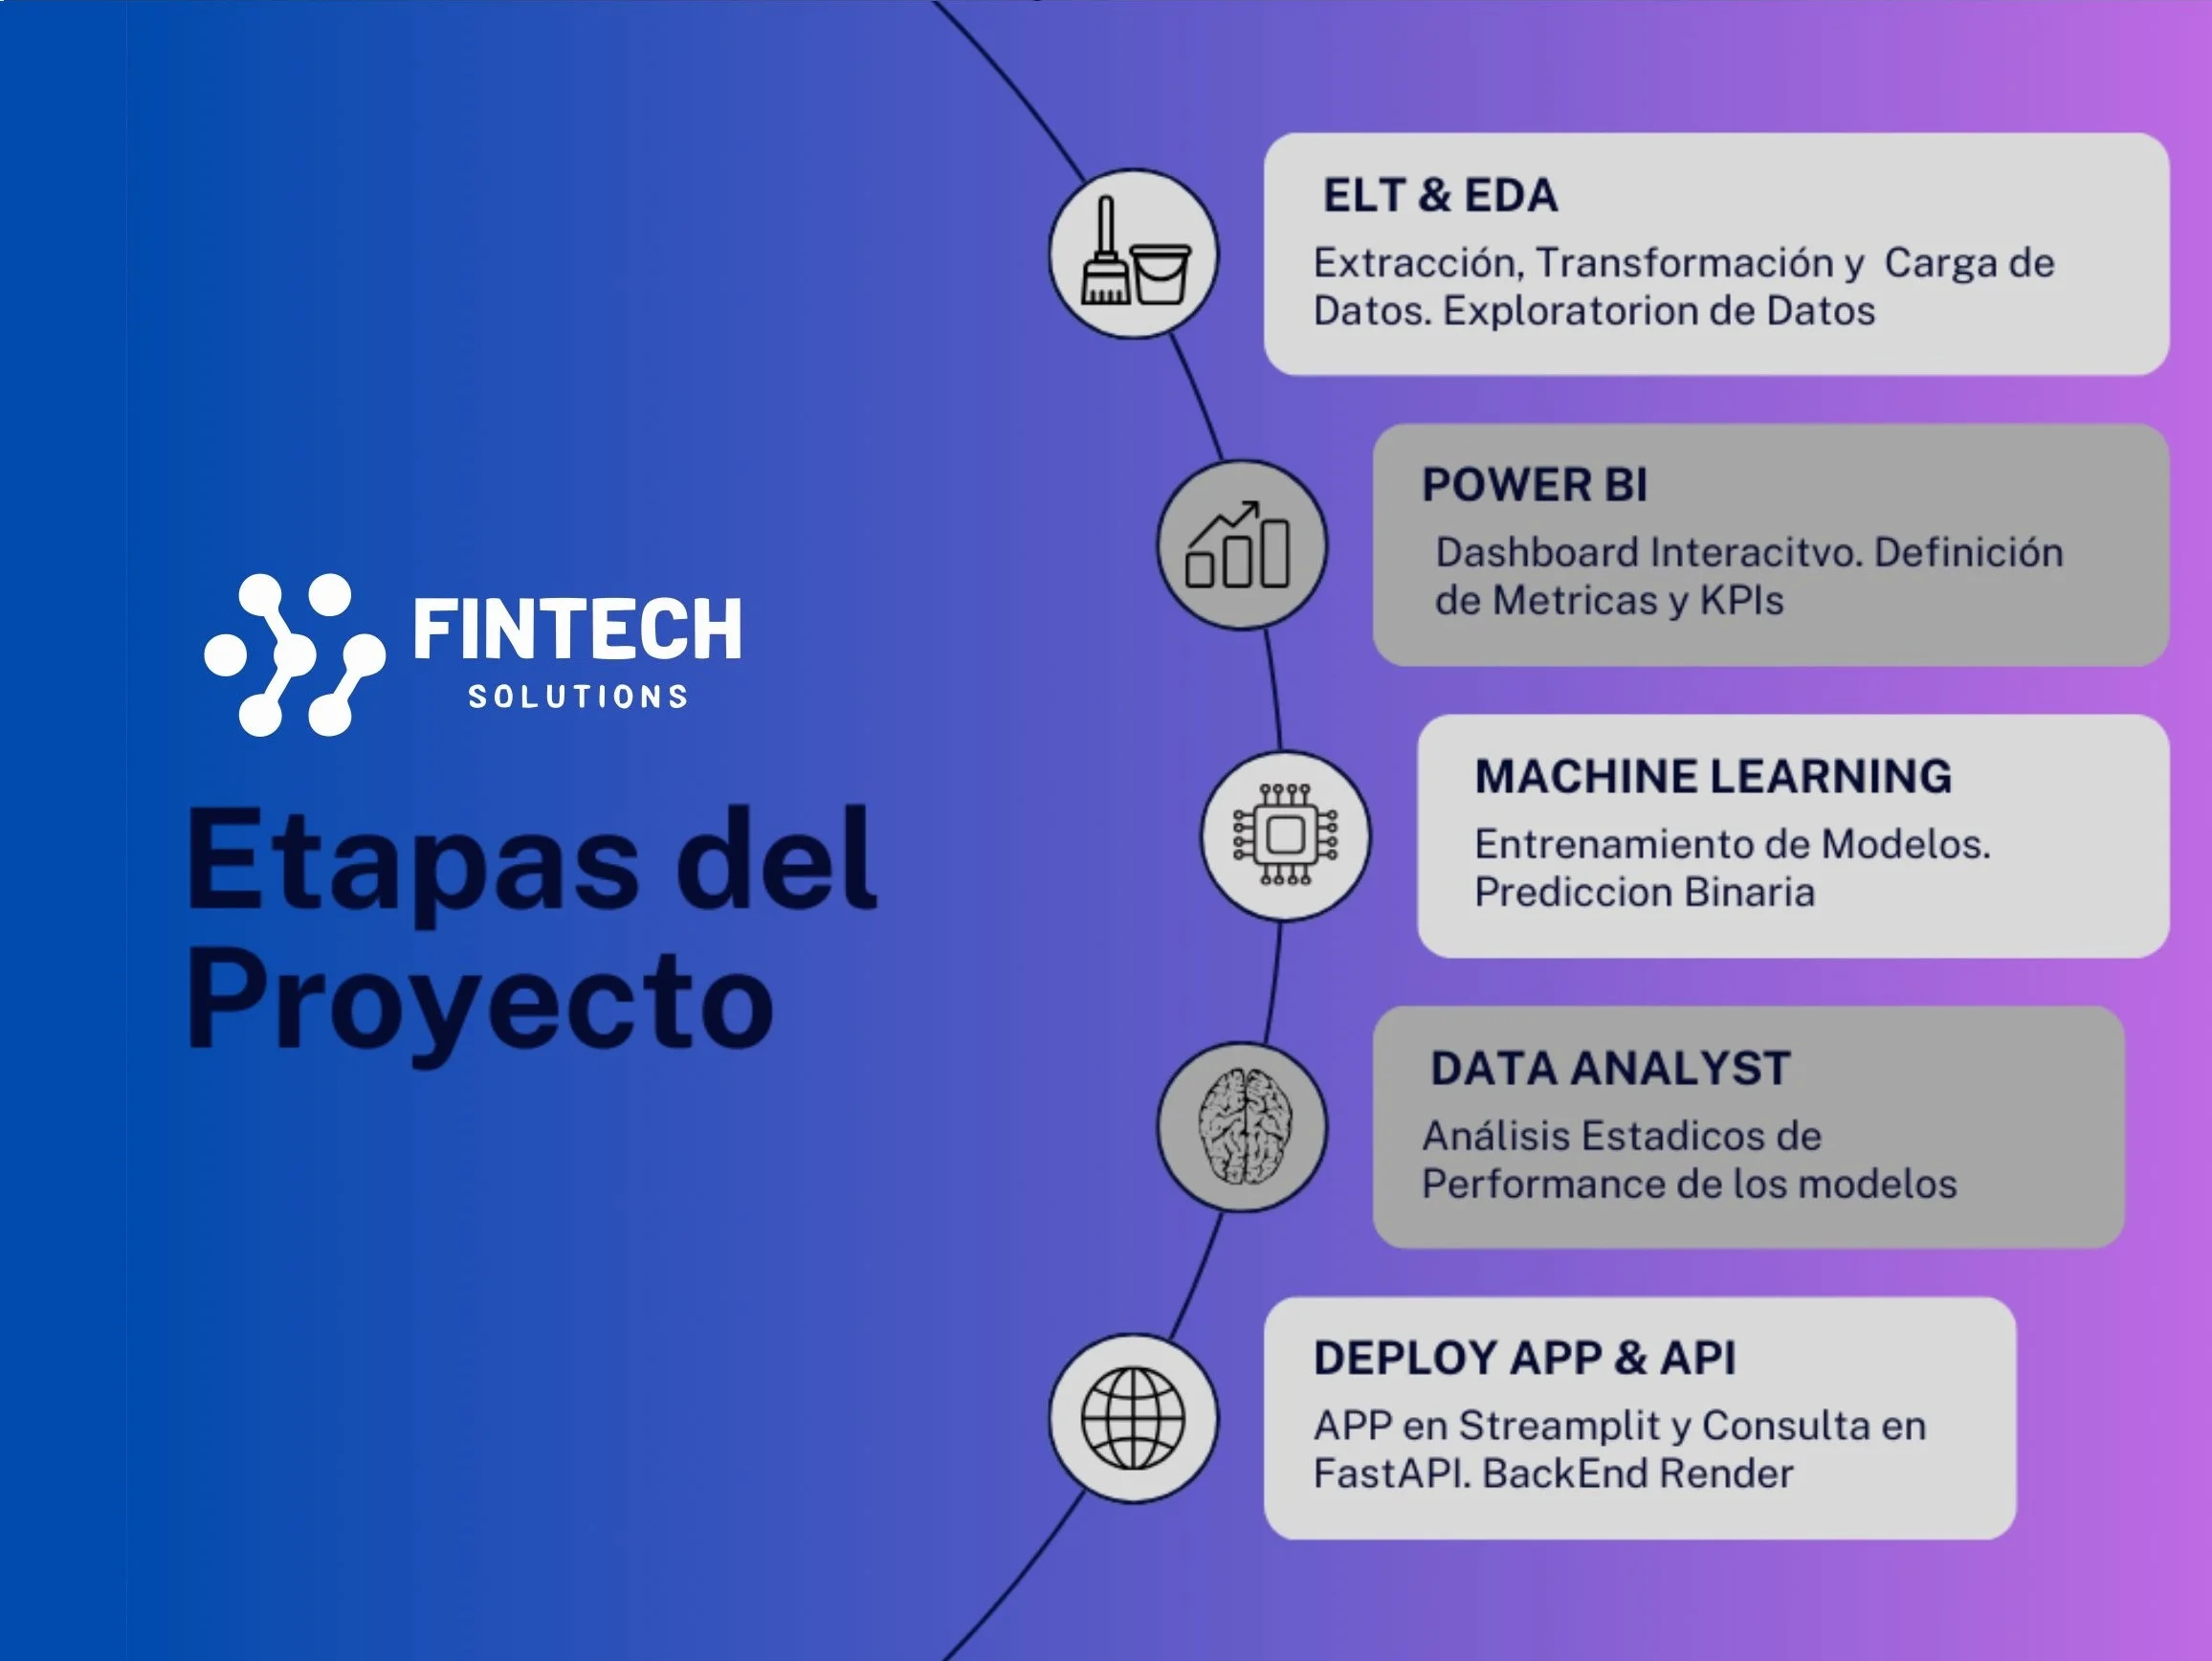 FINTECH
SOLUTIONS
Etapas del
Proyecto
ELT & EDA
Extracción, Transformación y Carga de
Datos. Exploratorion de Datos
POWER BI
Dashboard Interacitvo. Definición
de Metricas y KPIs
MACHINE LEARNING
Entrenamiento de Modelos.
Prediccion Binaria
DATA ANALYST
Análisis Estadicos de
Performance de los modelos
DEPLOY APP & API
APP en Streamplit y Consulta en
FastAPI. BackEnd Render